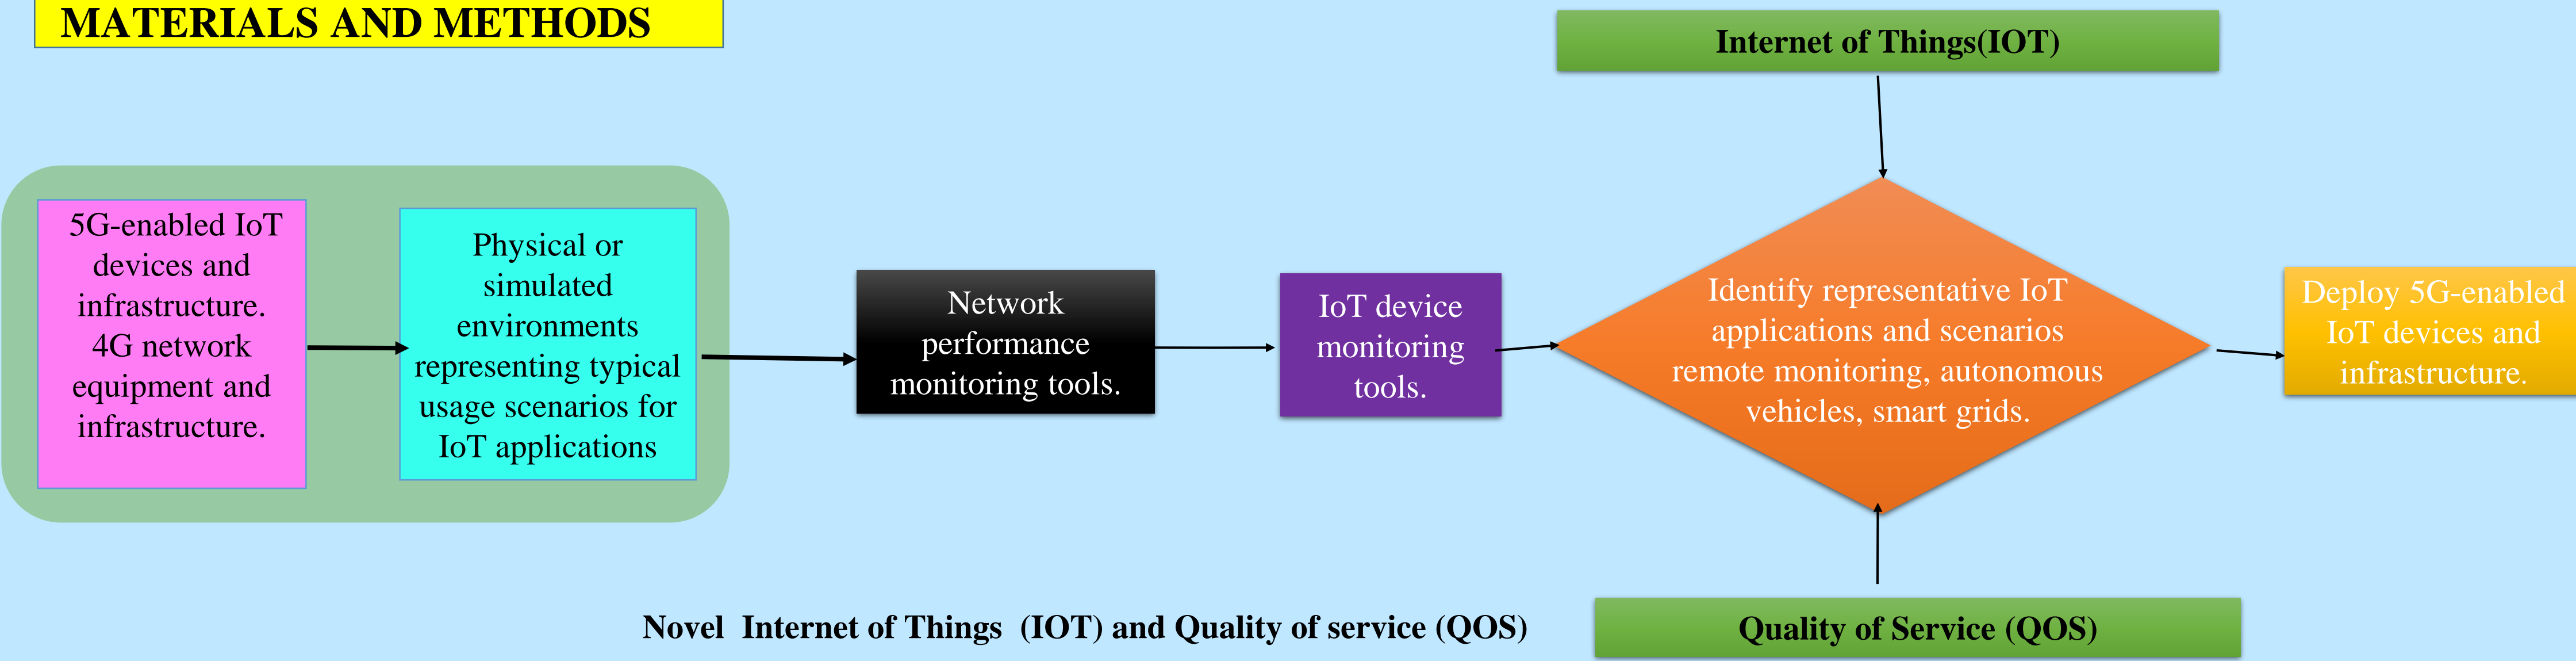 MATERIALS AND METHODS
Internet of Things(IOT)
5G-enabled IoT
devices and
infrastructure.
4G network
equipment and
infrastructure.
Physical or
simulated
environments
representing typical
usage scenarios for
IoT applications
Network
performance
monitoring tools.
IoT device
monitoring
tools.
Identify representative IoT
applications and scenarios
remote monitoring, autonomous
vehicles, smart grids.
Deploy 5G-enabled
IoT devices and
infrastructure.
Novel Internet of Things (IOT) and Quality of service (QOS)
Quality of Service (QOS)